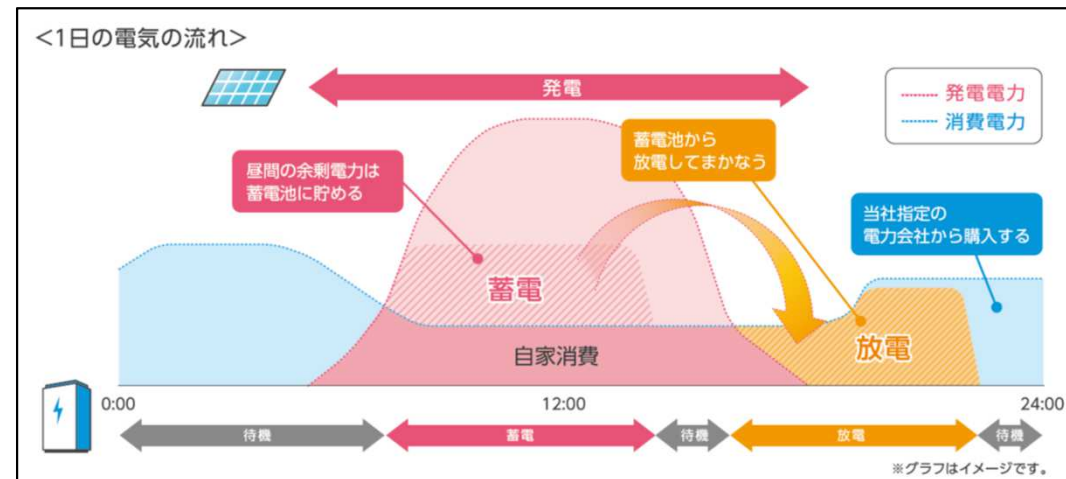 <1日の電気の流れ>
発電
発電電力
消費電力
昼間の余剰電力は
蓄電池に貯める
蓄電池から
放電してまかなう
当社指定の
電力会社から購入する
蓄電
自家消費
放電
0:00
12:00
24:00
待機
蓄電
待機
放電
待機
※グラフはイメージです。